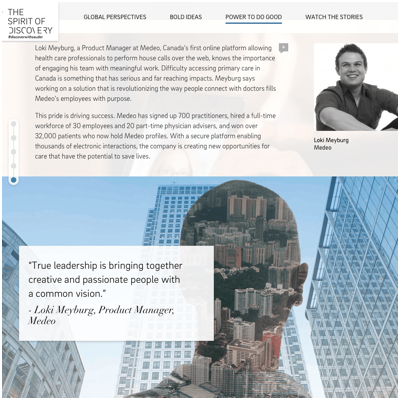 THE
SPIRIT OF
DISCOVERY
#discoverwithsauder
GLOBAL PERSPECTIVES
BOLD IDEAS
POWER TO DO GOOD
WATCH THE STORIES
Loki Meyburg, a Product Manager at Medeo, Canada's first online platform allowing
health care professionals to perform house calls over the web, knows the importance
of engaging his team with meaningful work. Difficulty accessing primary care in
Canada is something that has serious and far reaching impacts. Meyburg says
working on a solution that is revolutionizing the way people connect with doctors fills
Medeo's employees with purpose.
This pride is driving success. Medeo has signed up 700 practitioners, hired a full-time
workforce of 30 employees and 20 part-time physician advisers, and won over
32,000 patients who now hold Medeo profiles. With a secure platform enabling
thousands of electronic interactions, the company is creating new opportunities for
care that have the potential to save lives.
+
Loki Meyburg
Medeo
"True leadership is bringing together
creative and passionate people with
a common vision."
- Loki Meyburg, Product Manager,
Medeo